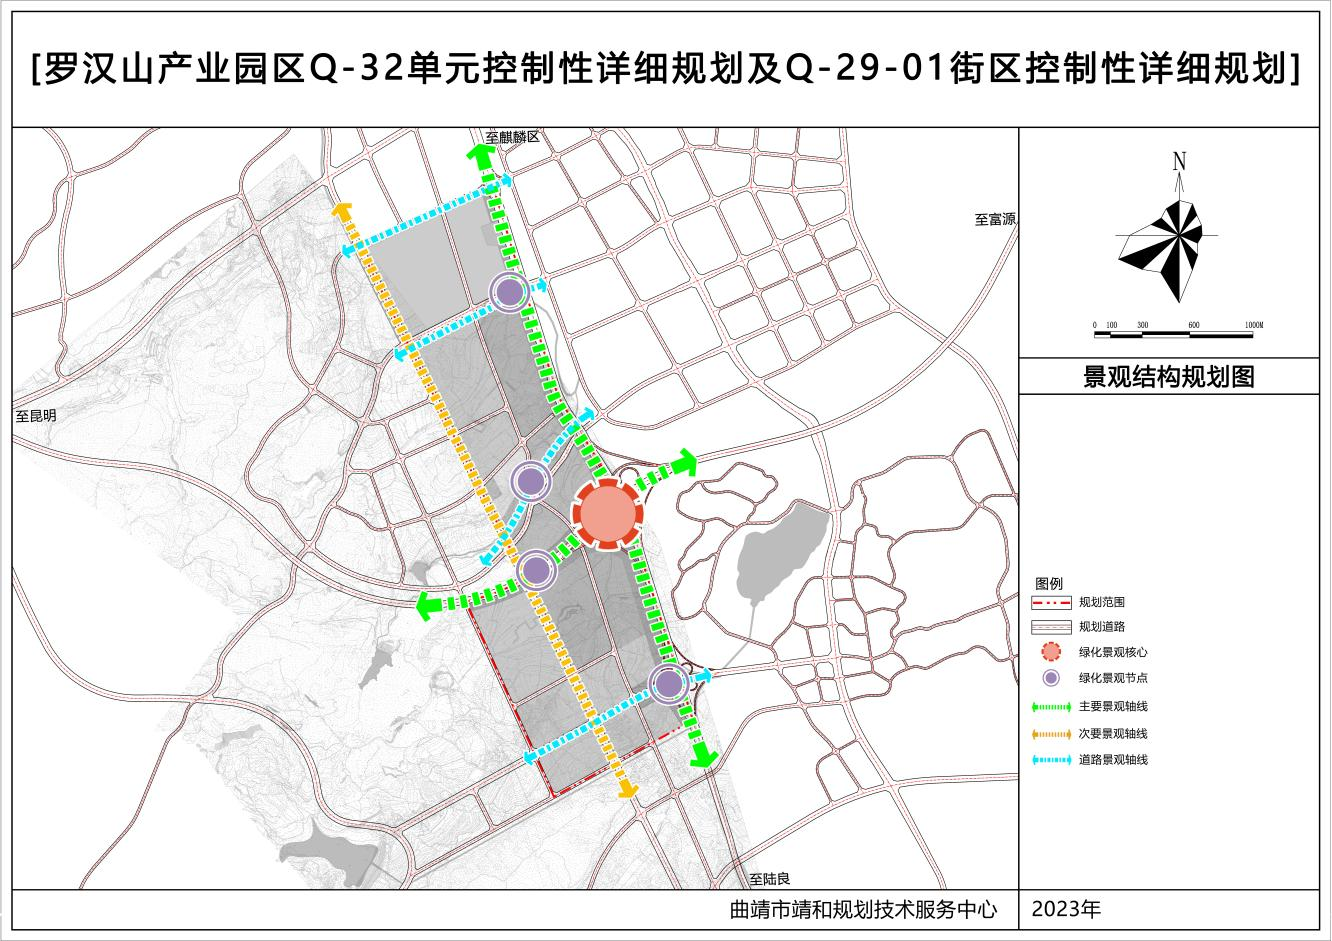 [罗汉山产业园区Q-32单元控制性详细规划及Q-29-01街区控制性详细规划]
至麒麟区
至富源
至昆明
至陆良
N
0 100 300 600 1000M
景观结构规划图
图例
规划范围
规划道路
绿化景观核心
绿化景观节点
主要景观轴线
次要景观轴线
道路景观轴线
曲靖市靖和规划技术服务中心
2023年